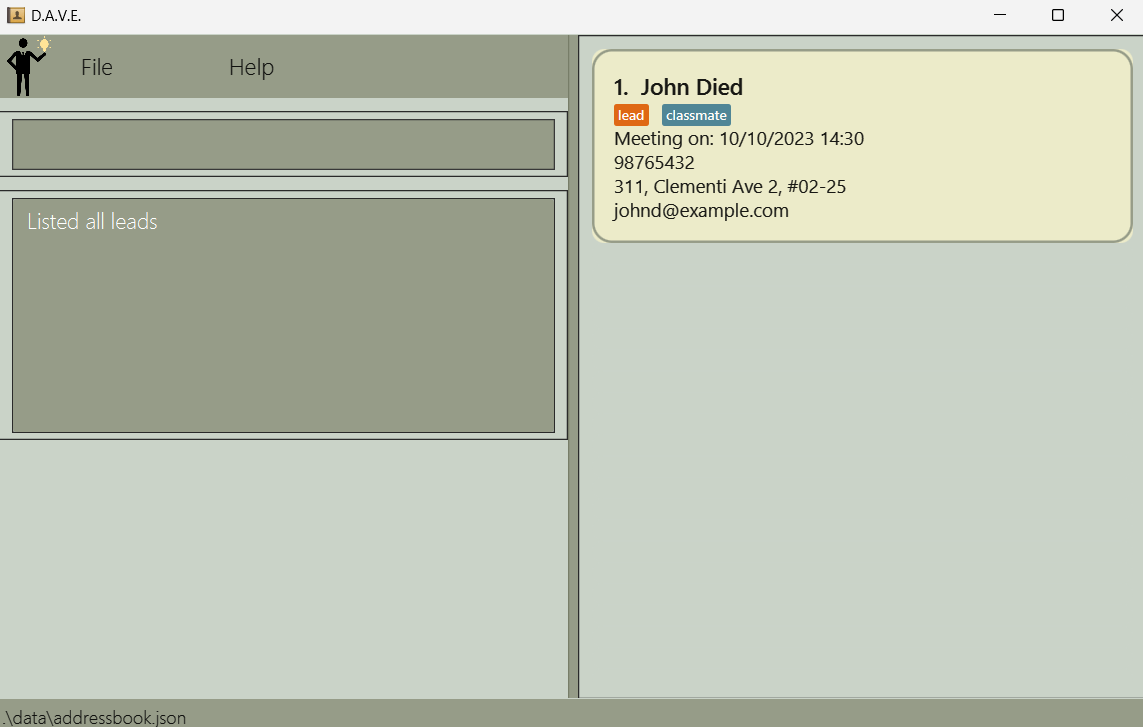 D.A.V.E.
File Help
Listed all leads
1. John Died
lead classmate
Meeting on: 10/10/2023 14:30
98765432
311, Clementi Ave 2, #02-25
johnd@example.com
.\data\addressbook.json